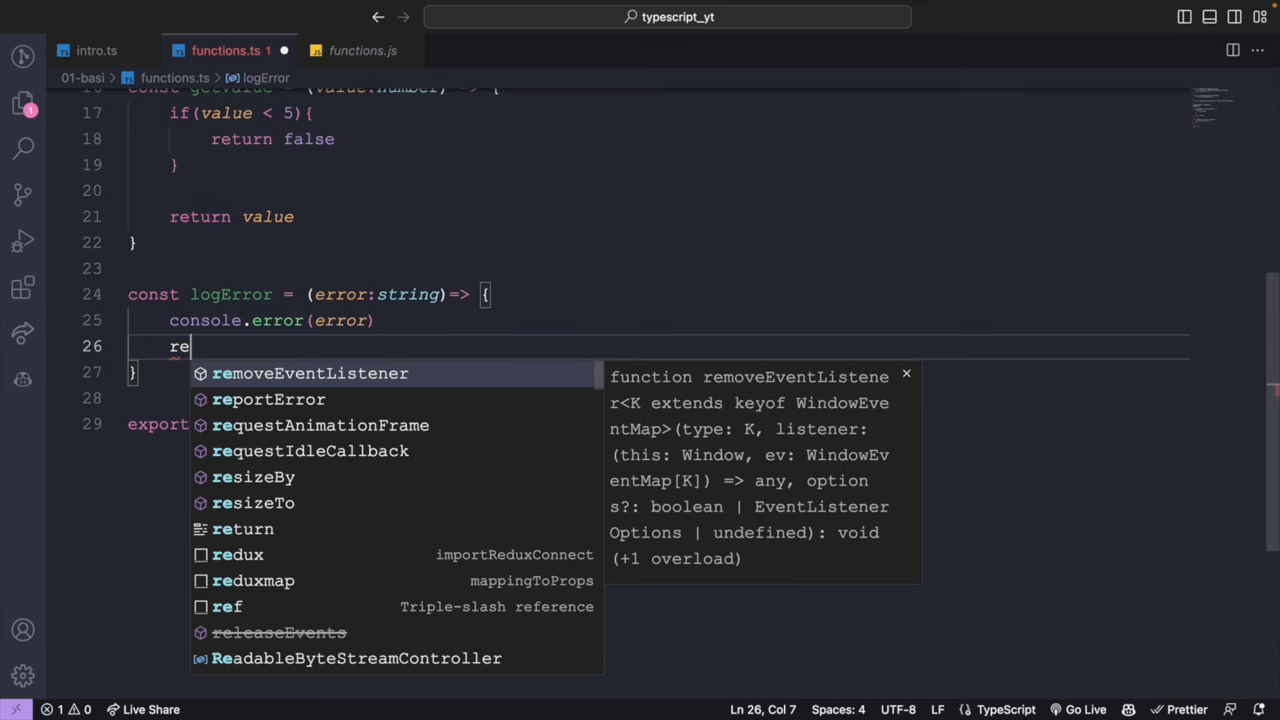 typescript_yt
intro.ts
functions.ts 1
functions.js
01-basi > functions.ts > logError
16 const getValue = (value:number) => {
17 if(value < 5){
18 return false
19 }
20
21 return value
22 }
23
24 const logError = (error:string)=> {
25 console.error(error)
26 re
27 }
28
29 export
1
removeEventListener
reportError
requestAnimationFrame
requestIdleCallback
resizeBy
resizeTo
return
redux importReduxConnect
reduxmap mappingToProps
ref Triple-slash reference
releaseEvents
ReadableByteStreamController
function removeEventListene
r<K extends keyof WindowEve
ntMap>(type: K, listener:
(this: Window, ev: WindowEv
entMap[K]) => any, option
s?: boolean | EventListener
Options | undefined): void
(+1 overload)
1 0 Live Share Ln 26, Col 7 Spaces: 4 UTF-8 LF {} TypeScript Go Live Prettier